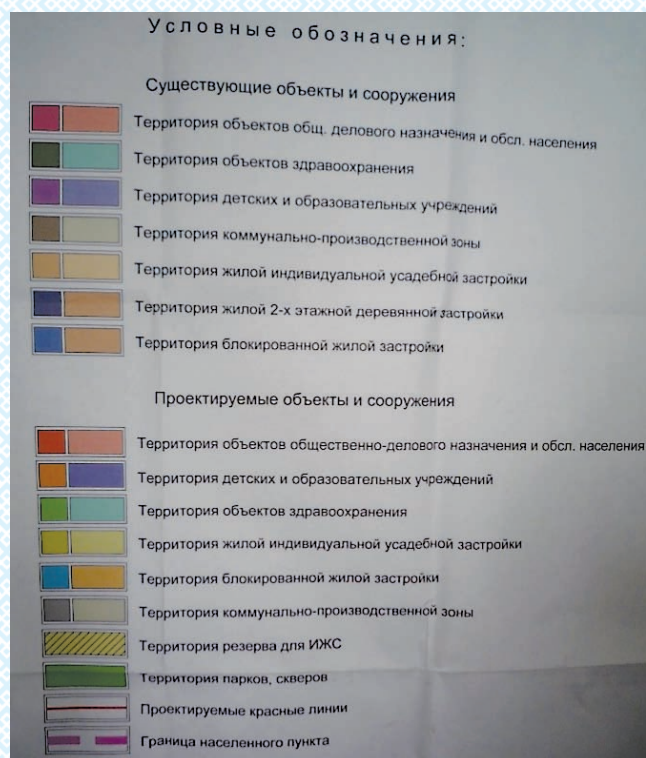 Условные обозначения:
Существующие объекты и сооружения
Территория объектов общ. делового назначения и обсл. населения
Территория объектов здравоохранения
Территория детских и образовательных учреждений
Территория коммунально-производственной зоны
Территория жилой индивидуальной усадебной застройки
Территория жилой 2-х этажной деревянной застройки
Территория блокированной жилой застройки
Проектируемые объекты и сооружения
Территория объектов общественно-делового назначения и обсл. населения
Территория детских и образовательных учреждений
Территория объектов здравоохранения
Территория жилой индивидуальной усадебной застройки
Территория блокированной жилой застройки
Территория коммунально-производственной зоны
Территория резерва для ИЖС
Территория парков, скверов
Проектируемые красные линии
Граница населенного пункта